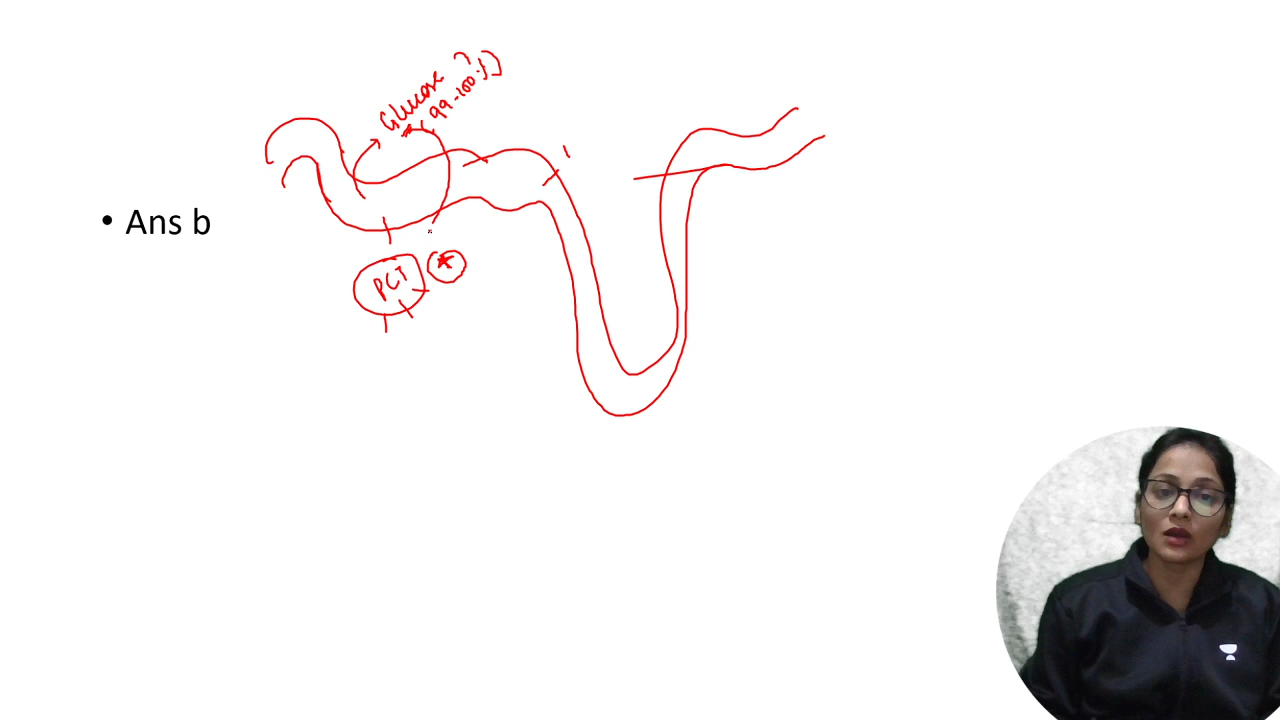 Glucose
(99-100%)
• Ans b
PCT